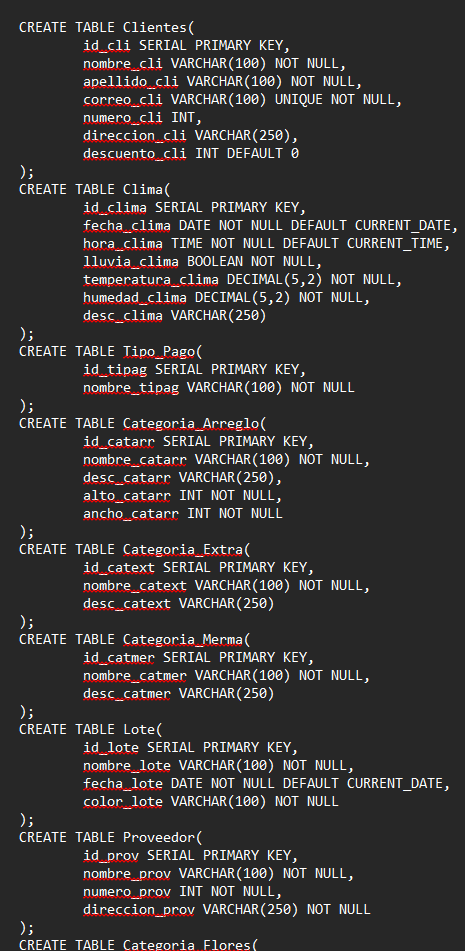 CREATE TABLE Clientes(
id_cli SERIAL PRIMARY KEY,
nombre_cli VARCHAR(100) NOT NULL,
apellido_cli VARCHAR(100) NOT NULL,
correo_cli VARCHAR(100) UNIQUE NOT NULL,
numero_cli INT,
direccion_cli VARCHAR(250),
descuento_cli INT DEFAULT 0
);
CREATE TABLE Clima(
id_clima SERIAL PRIMARY KEY,
fecha_clima DATE NOT NULL DEFAULT CURRENT_DATE,
hora_clima TIME NOT NULL DEFAULT CURRENT_TIME,
lluvia_clima BOOLEAN NOT NULL,
temperatura_clima DECIMAL(5,2) NOT NULL,
humedad_clima DECIMAL(5,2) NOT NULL,
desc_clima VARCHAR(250)
);
CREATE TABLE Tipo_Pago(
id_tipag SERIAL PRIMARY KEY,
nombre_tipag VARCHAR(100) NOT NULL
);
CREATE TABLE Categoria_Arreglo(
id_catarr SERIAL PRIMARY KEY,
nombre_catarr VARCHAR(100) NOT NULL,
desc_catarr VARCHAR(250),
alto_catarr INT NOT NULL,
ancho_catarr INT NOT NULL
);
CREATE TABLE Categoria_Extra(
id_catext SERIAL PRIMARY KEY,
nombre_catext VARCHAR(100) NOT NULL,
desc_catext VARCHAR(250)
);
CREATE TABLE Categoria_Merma(
id_catmer SERIAL PRIMARY KEY,
nombre_catmer VARCHAR(100) NOT NULL,
desc_catmer VARCHAR(250)
);
CREATE TABLE Lote(
id_lote SERIAL PRIMARY KEY,
nombre_lote VARCHAR(100) NOT NULL,
fecha_lote DATE NOT NULL DEFAULT CURRENT_DATE,
color_lote VARCHAR(100) NOT NULL
);
CREATE TABLE Proveedor(
id_prov SERIAL PRIMARY KEY,
nombre_prov VARCHAR(100) NOT NULL,
numero_prov INT NOT NULL,
direccion_prov VARCHAR(250) NOT NULL
);
CREATE TABLE Categoria_Flores(